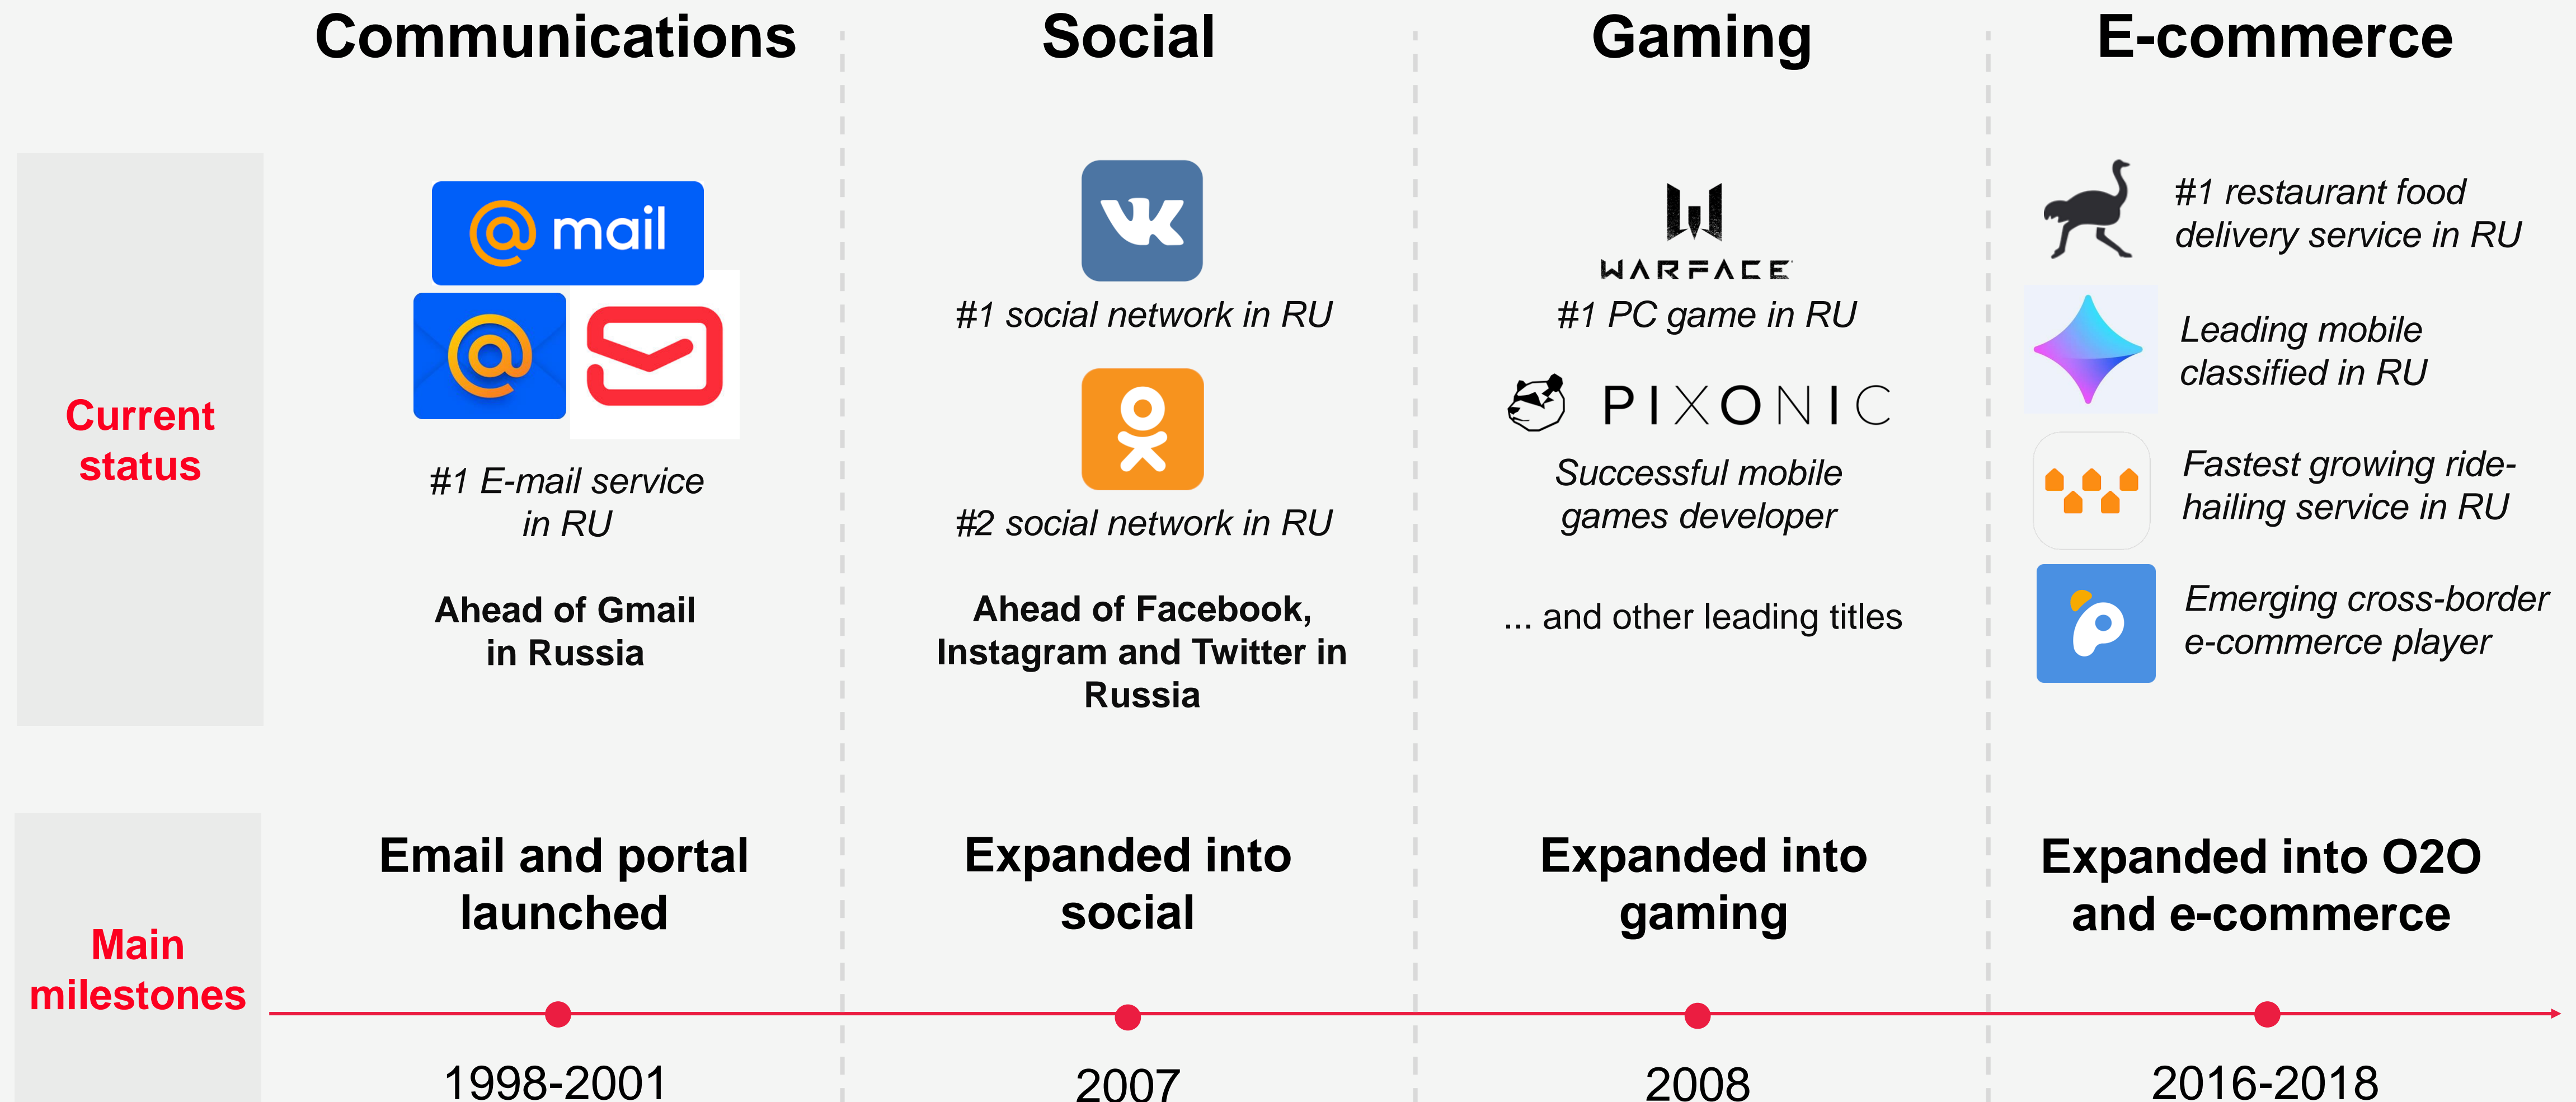 Communications
Social
Gaming
E-commerce
Current
status
@mail
@
#1 E-mail service
in RU
Ahead of Gmail
in Russia
VK
#1 social network in RU
#2 social network in RU
Ahead of Facebook,
Instagram and Twitter in
Russia
WARFACE
#1 PC game in RU
PIXONIC
Successful mobile
games developer
... and other leading titles
#1 restaurant food
delivery service in RU
Leading mobile
classified in RU
Fastest growing ride-
hailing service in RU
Emerging cross-border
e-commerce player
Main
milestones
Email and portal
launched
Expanded into
social
Expanded into
gaming
Expanded into O2O
and e-commerce
1998-2001
2007
2008
2016-2018